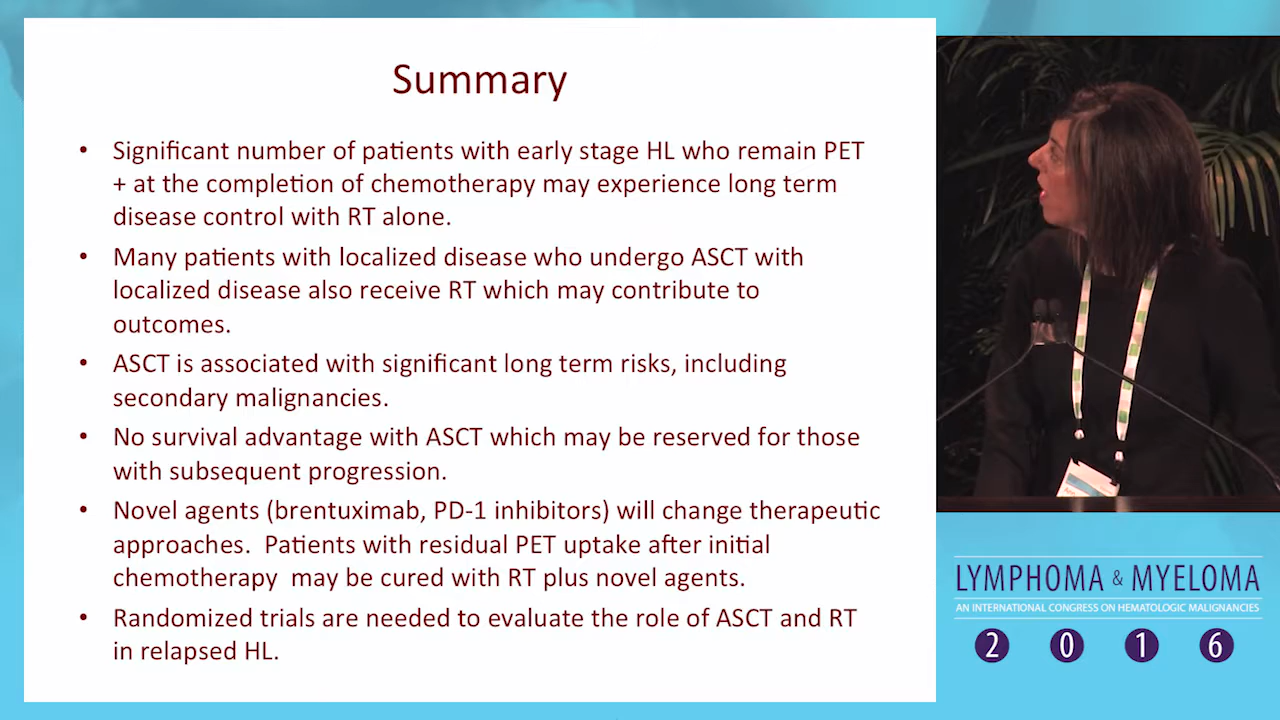 Summary
• Significant number of patients with early stage HL who remain PET
+ at the completion of chemotherapy may experience long term
disease control with RT alone.
• Many patients with localized disease who undergo ASCT with
localized disease also receive RT which may contribute to
outcomes.
• ASCT is associated with significant long term risks, including
secondary malignancies.
• No survival advantage with ASCT which may be reserved for those
with subsequent progression.
• Novel agents (brentuximab, PD-1 inhibitors) will change therapeutic
approaches. Patients with residual PET uptake after initial
chemotherapy may be cured with RT plus novel agents.
• Randomized trials are needed to evaluate the role of ASCT and RT
in relapsed HL.
LYMPHOMA & MYELOMA
AN INTERNATIONAL CONGRESS ON HEMATOLOGIC MALIGNANCIES
2 0 1 6